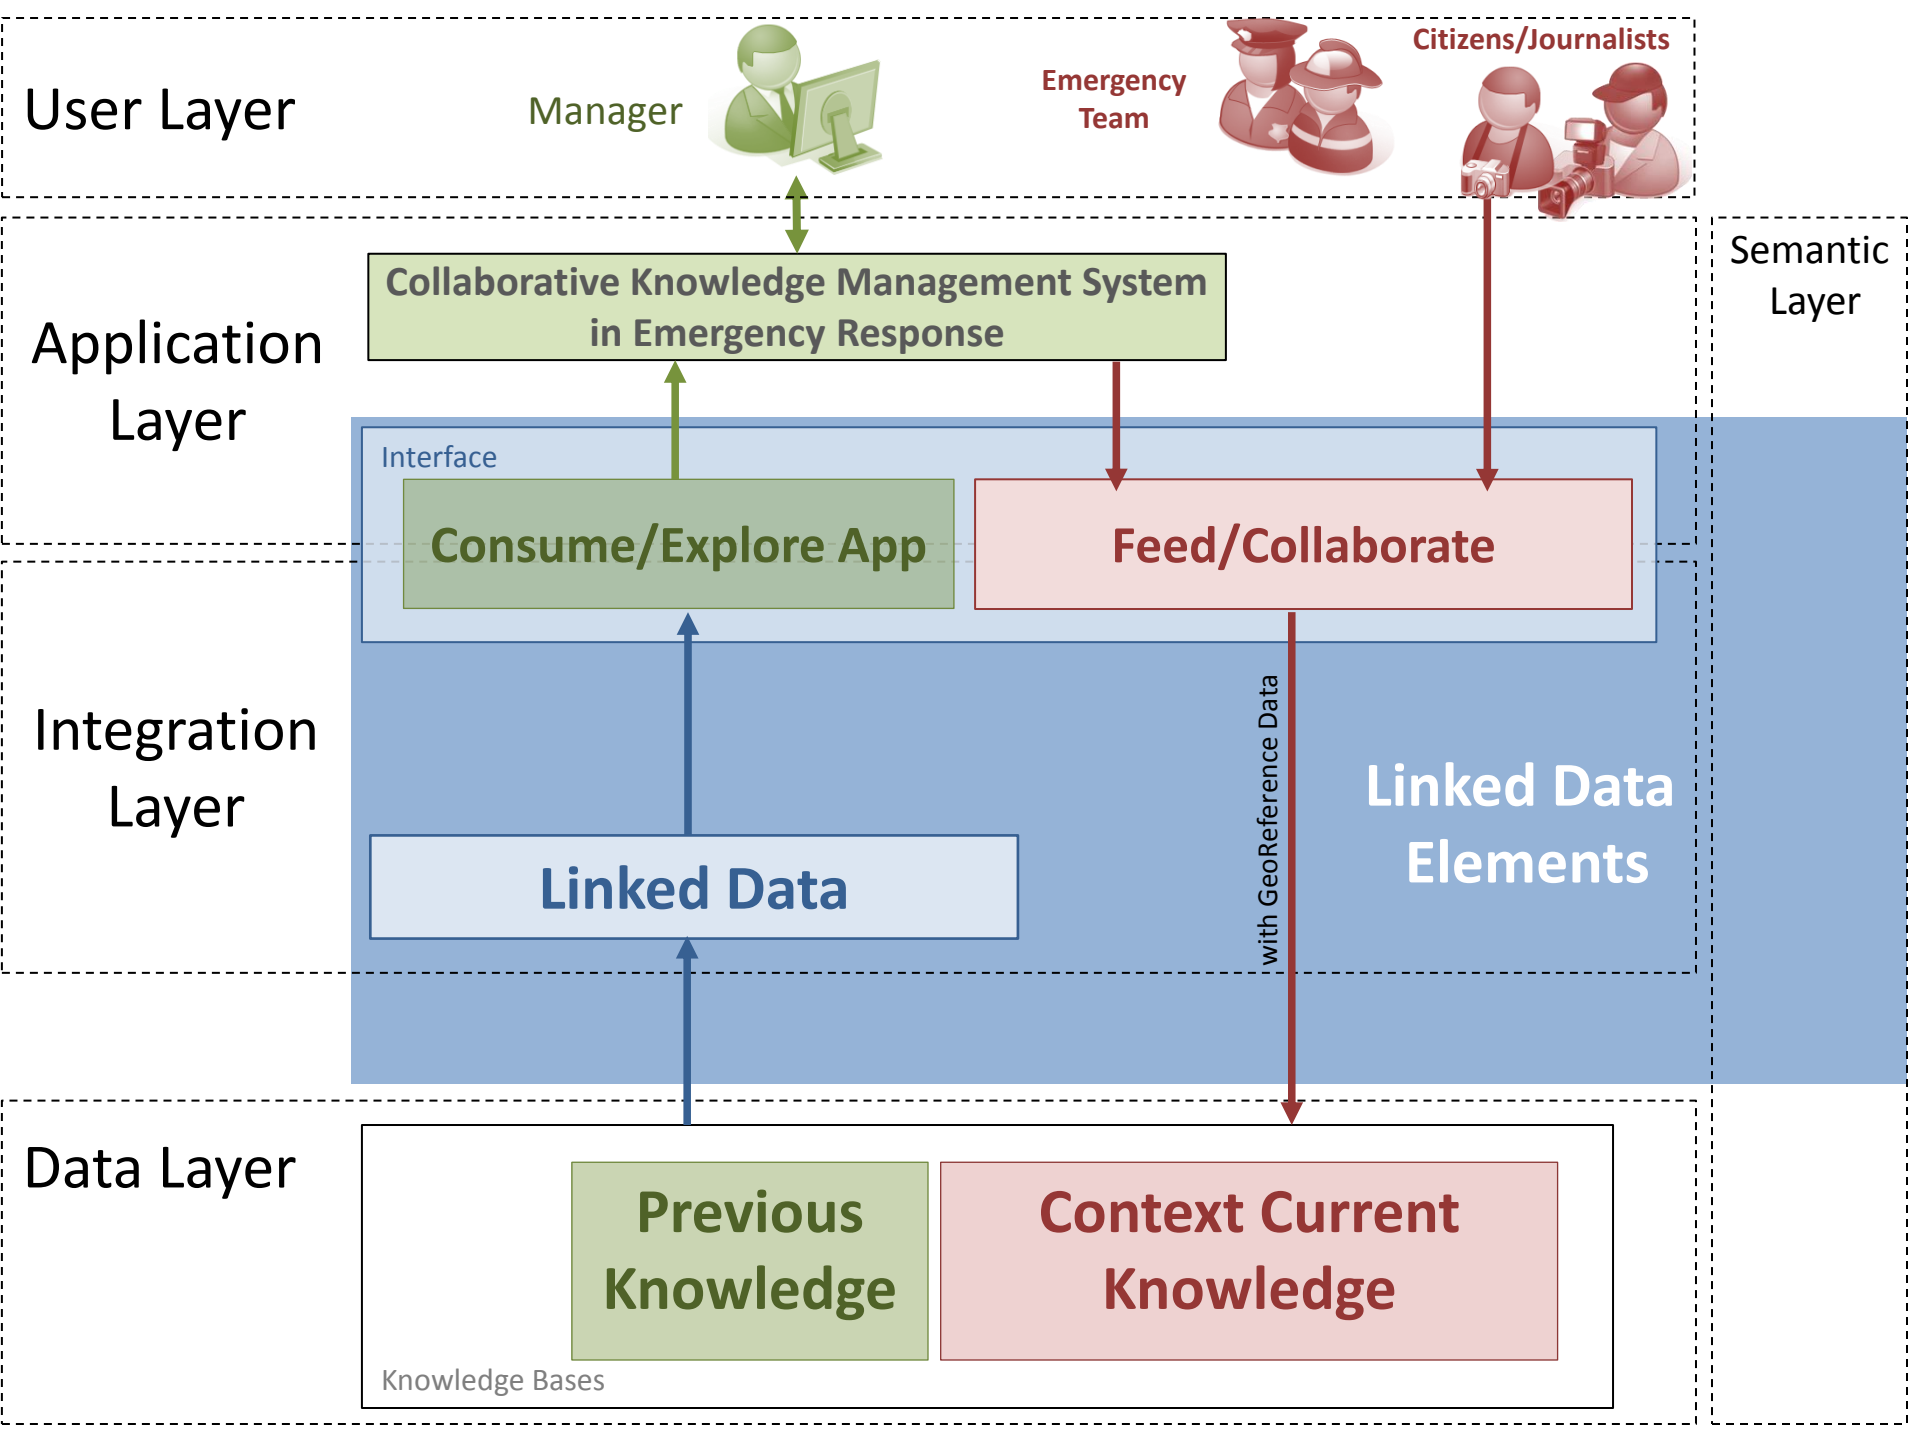 User Layer
Manager
Emergency
Team
Citizens/Journalists
Application
Layer
Collaborative Knowledge Management System
in Emergency Response
Semantic
Layer
Interface
Consume/Explore App
Feed/Collaborate
Integration
Layer
with GeoReference Data
Linked Data
Elements
Linked Data
Data Layer
Previous
Knowledge
Context Current
Knowledge
Knowledge Bases